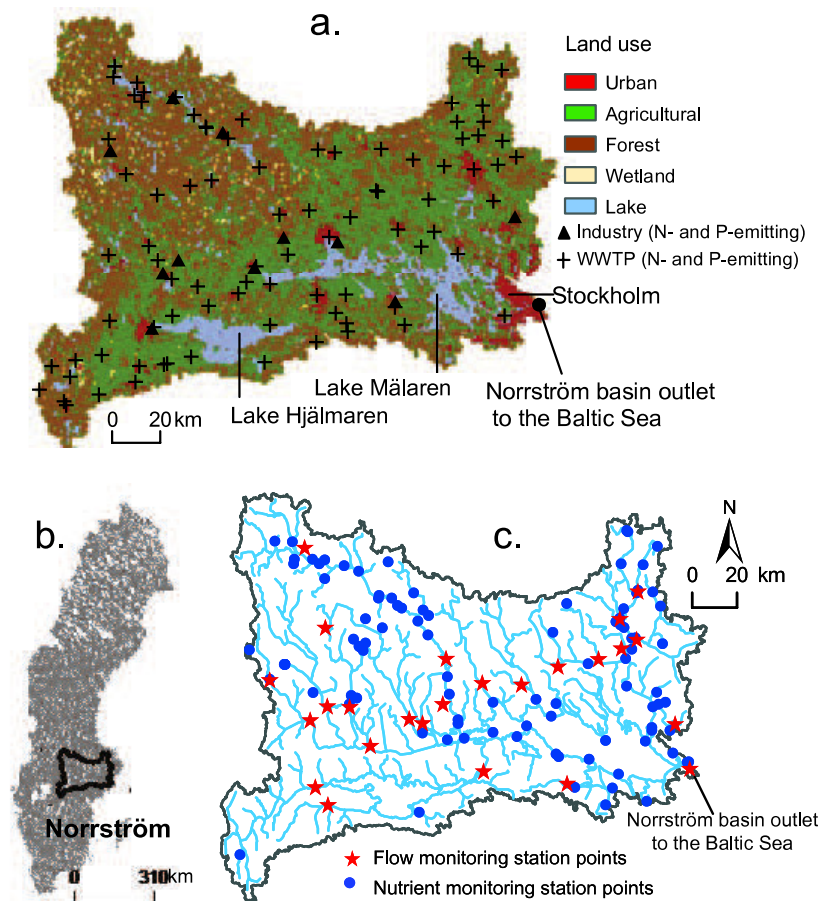 a.
Land use
Urban
Agricultural
Forest
Wetland
Lake
Industry (N- and P-emitting)
WWTP (N- and P-emitting)
Stockholm
Lake Mälaren
Norrström basin outlet
to the Baltic Sea
Lake Hjälmaren
0 20 km
b.
Norrström
0 310 km
c.
N
0 20 km
Norrström basin outlet
to the Baltic Sea
Flow monitoring station points
Nutrient monitoring station points